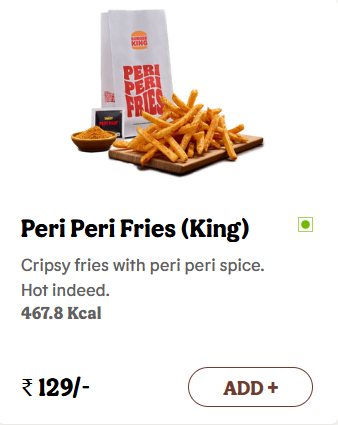 BURGER
KING
PERI
PERI
FRIES
Peri Peri Fries (King)
Cripsy fries with peri peri spice.
Hot indeed.
467.8 Kcal
₹ 129/-
ADD +